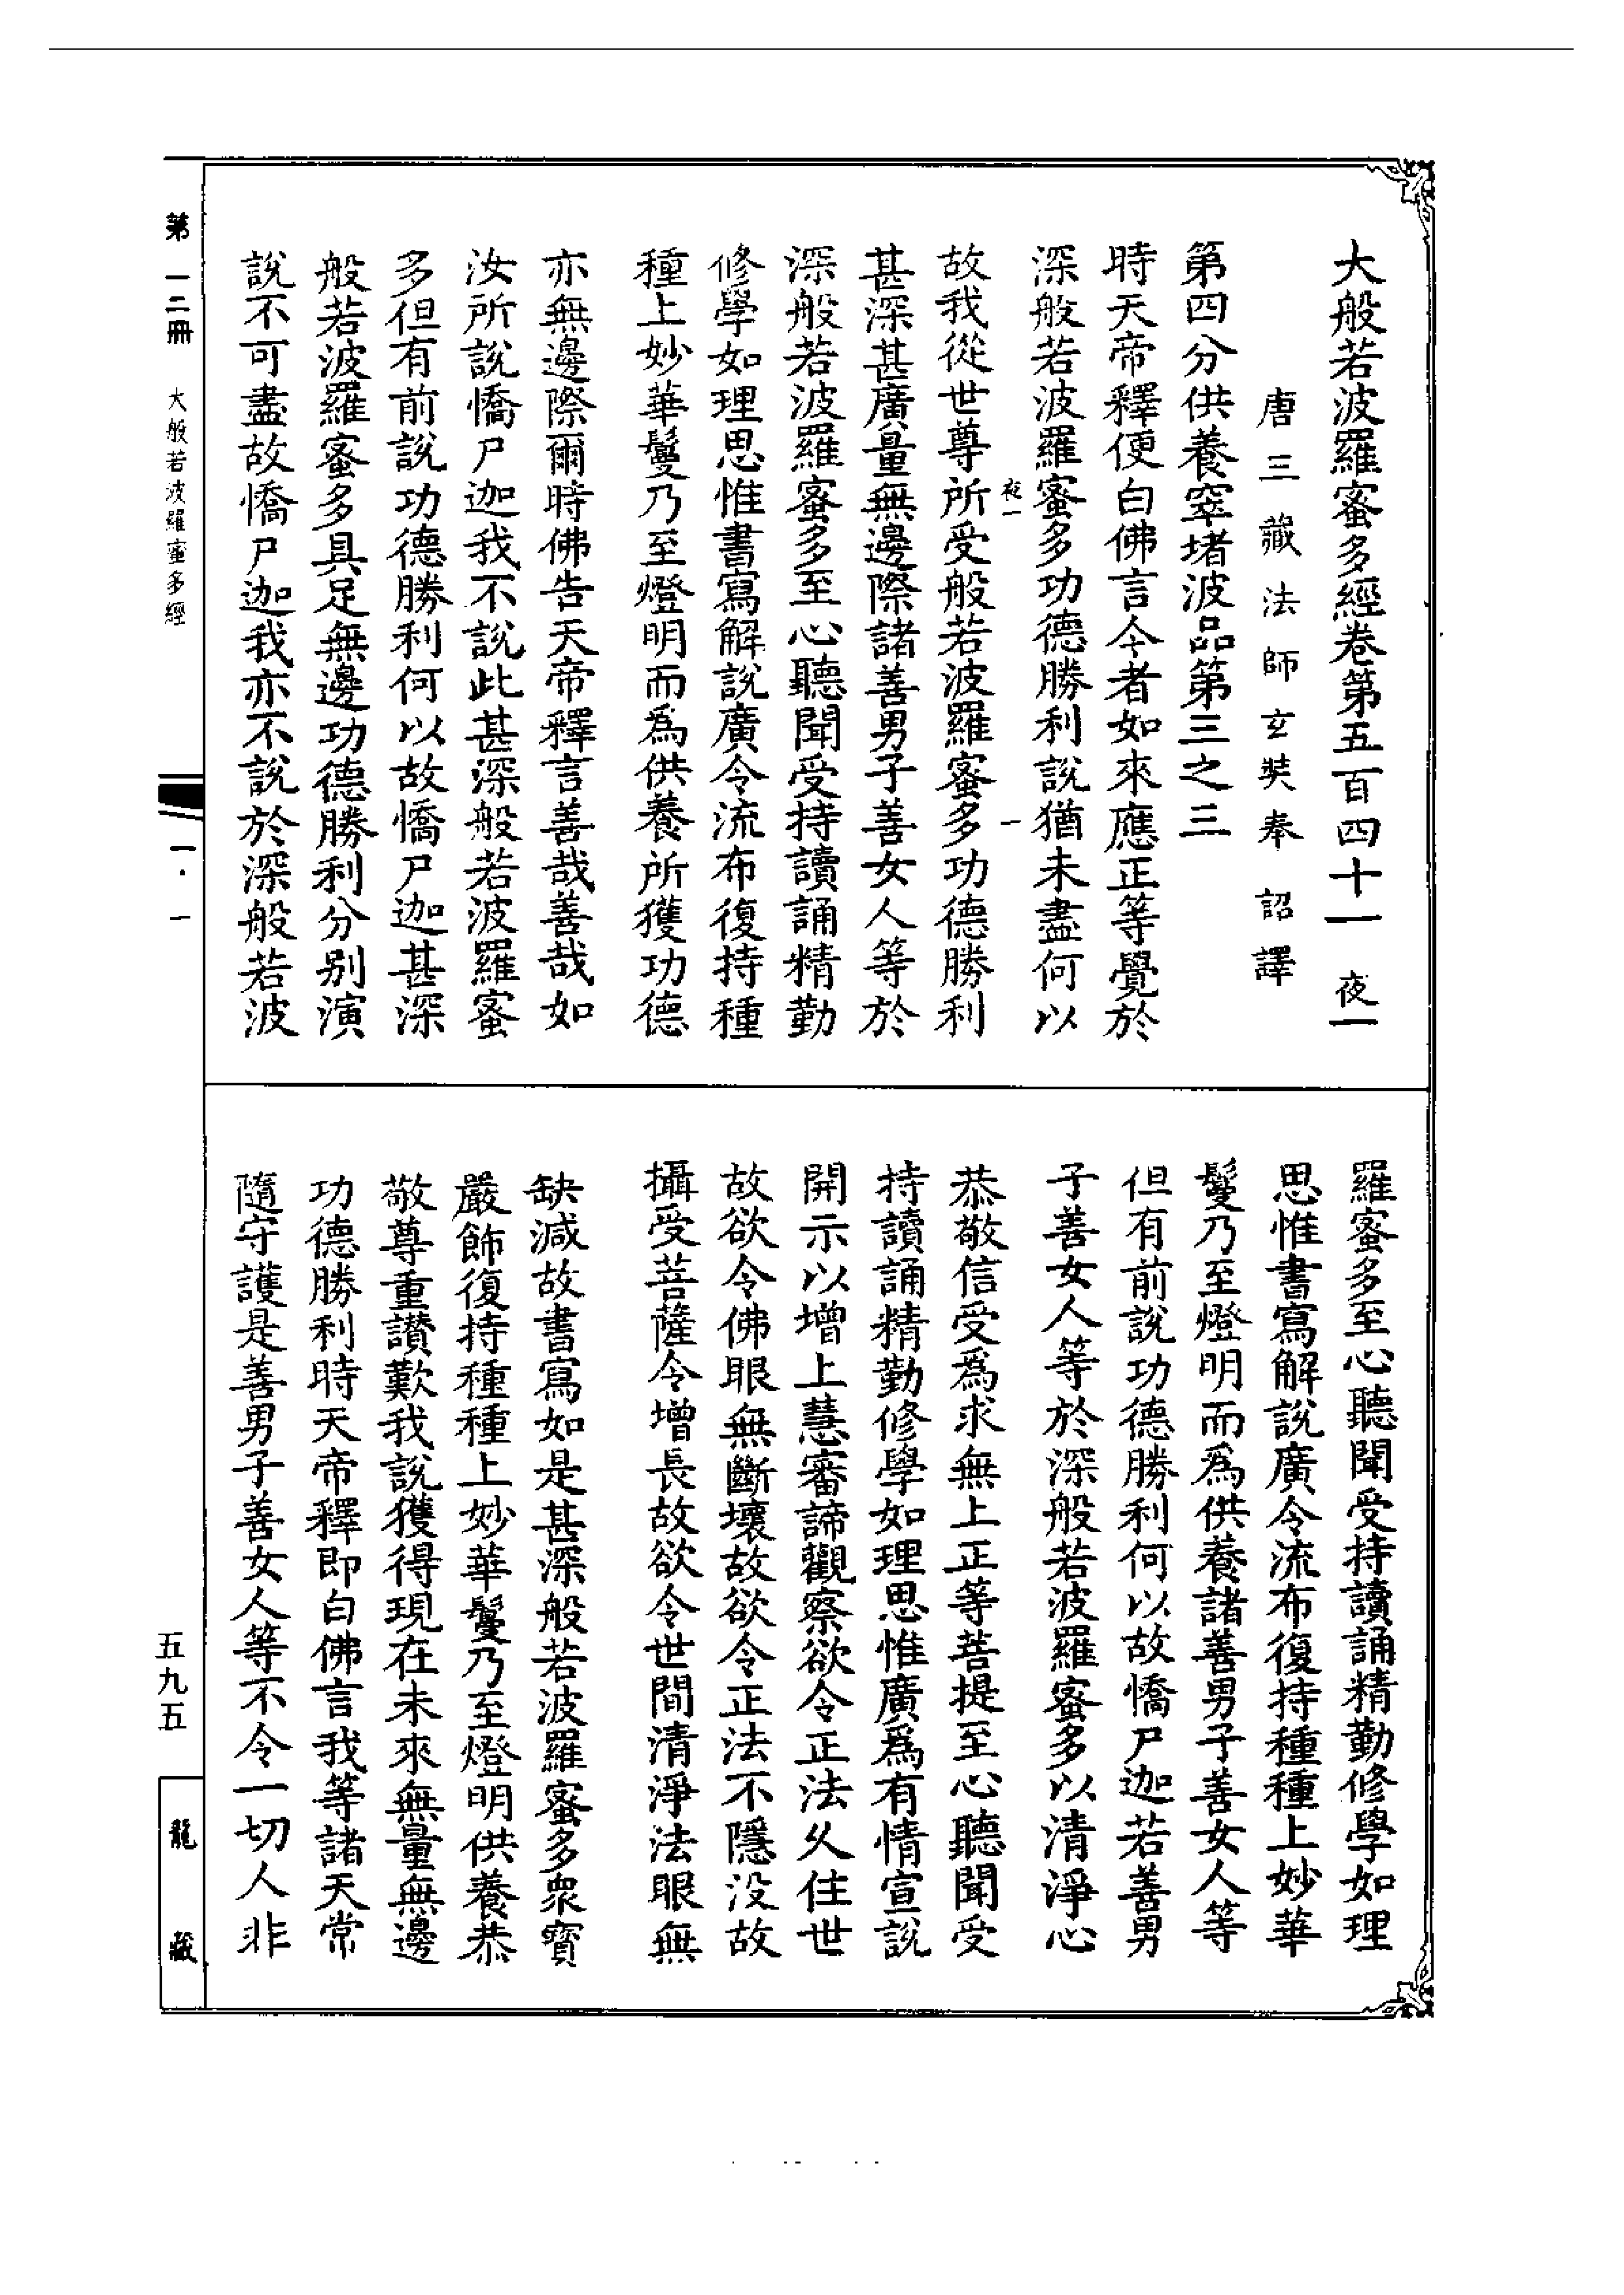 大般若波羅蜜多經卷第五百四十一 夜一
唐三藏法師玄奘奉 詔譯
第四分供養窣堵波品第三之三
時天帝釋便白佛言今者如來應正等覺於
深般若波羅蜜多功德勝利說猶未盡何以
夜一 一
故我從世尊所受般若波羅蜜多功德勝利
甚深甚廣量無邊際諸善男子善女人等於
深般若波羅蜜多至心聽聞受持讀誦精勤
修學如理思惟書寫解說廣令流布復持種
種上妙華鬘乃至燈明而爲供養所獲功德
亦無邊際爾時佛告天帝釋言善哉善哉如
汝所說憍尸迦我不說此甚深般若波羅蜜
多但有前說功德勝利何以故憍尸迦甚深
般若波羅蜜多具足無邊功德勝利分別演
說不可盡故憍尸迦我亦不說於深般若波
羅蜜多至心聽聞受持讀誦精勤修學如理
思惟書寫解說廣令流布復持種種上妙華
鬘乃至燈明而爲供養諸善男子善女人等
但有前說功德勝利何以故憍尸迦若善男
子善女人等於深般若波羅蜜多以清淨心
恭敬信受爲求無上正等菩提至心聽聞受
持讀誦精勤修學如理思惟廣爲有情宣說
開示以增上慧審諦觀察欲令正法久住世
故欲令佛眼無斷壞故欲令正法不隱没故
攝受菩薩令增長故欲令世間清淨法眼無
缺減故書寫如是甚深般若波羅蜜多衆寶
嚴飾復持種種上妙華鬘乃至燈明供養恭
敬尊重讚歎我說獲得現在未來無量無邊
功德勝利時天帝釋即白佛言我等諸天常
隨守護是善男子善女人等不令一切人非
第一二冊 大般若波羅蜜多經
一·一
五九五
龍藏